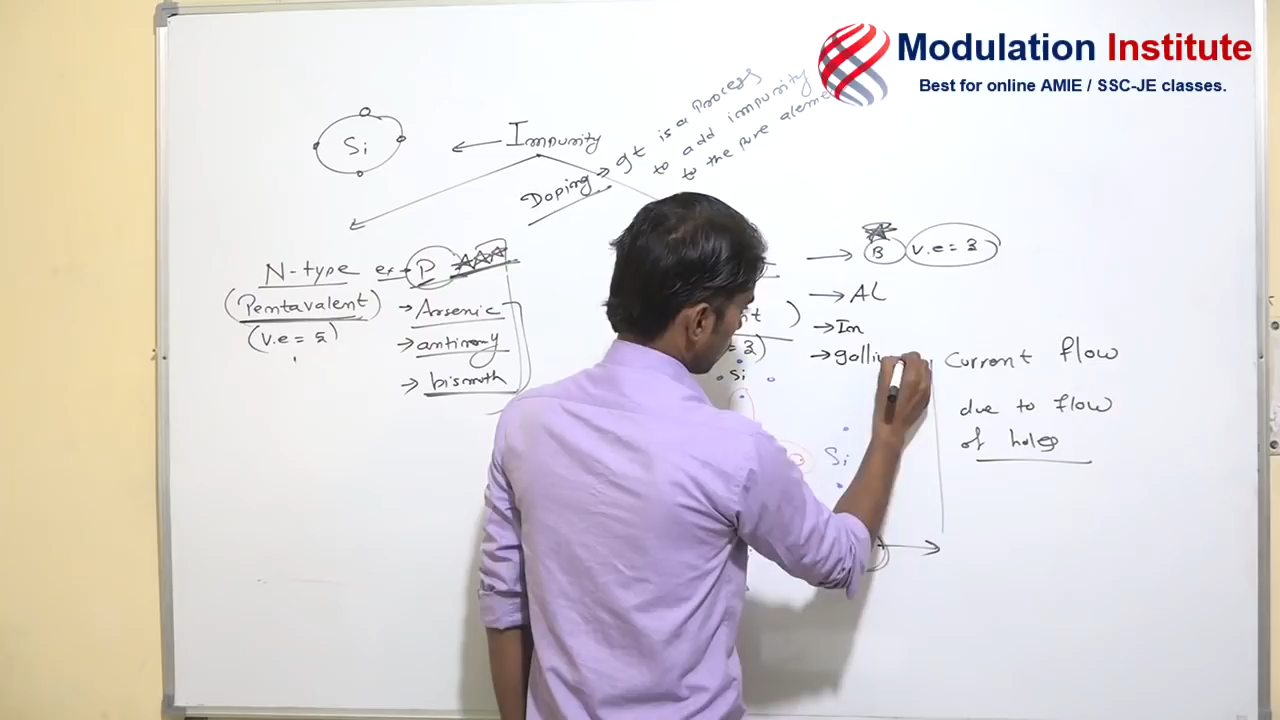 Modulation Institute
Best for online AMIE / SSC-JE classes.
Si
Impurity
Doping → It is a process
to add impurity
to the pure
N-type ex→ P
(Pentavalent)
(v.e = 5)
→ Arsenic
→ antimony
→ bismuth
→ B v.e = 3
→ AL
→ In
→
= 3)
Si
Si
Current flow
due to flow
of holes